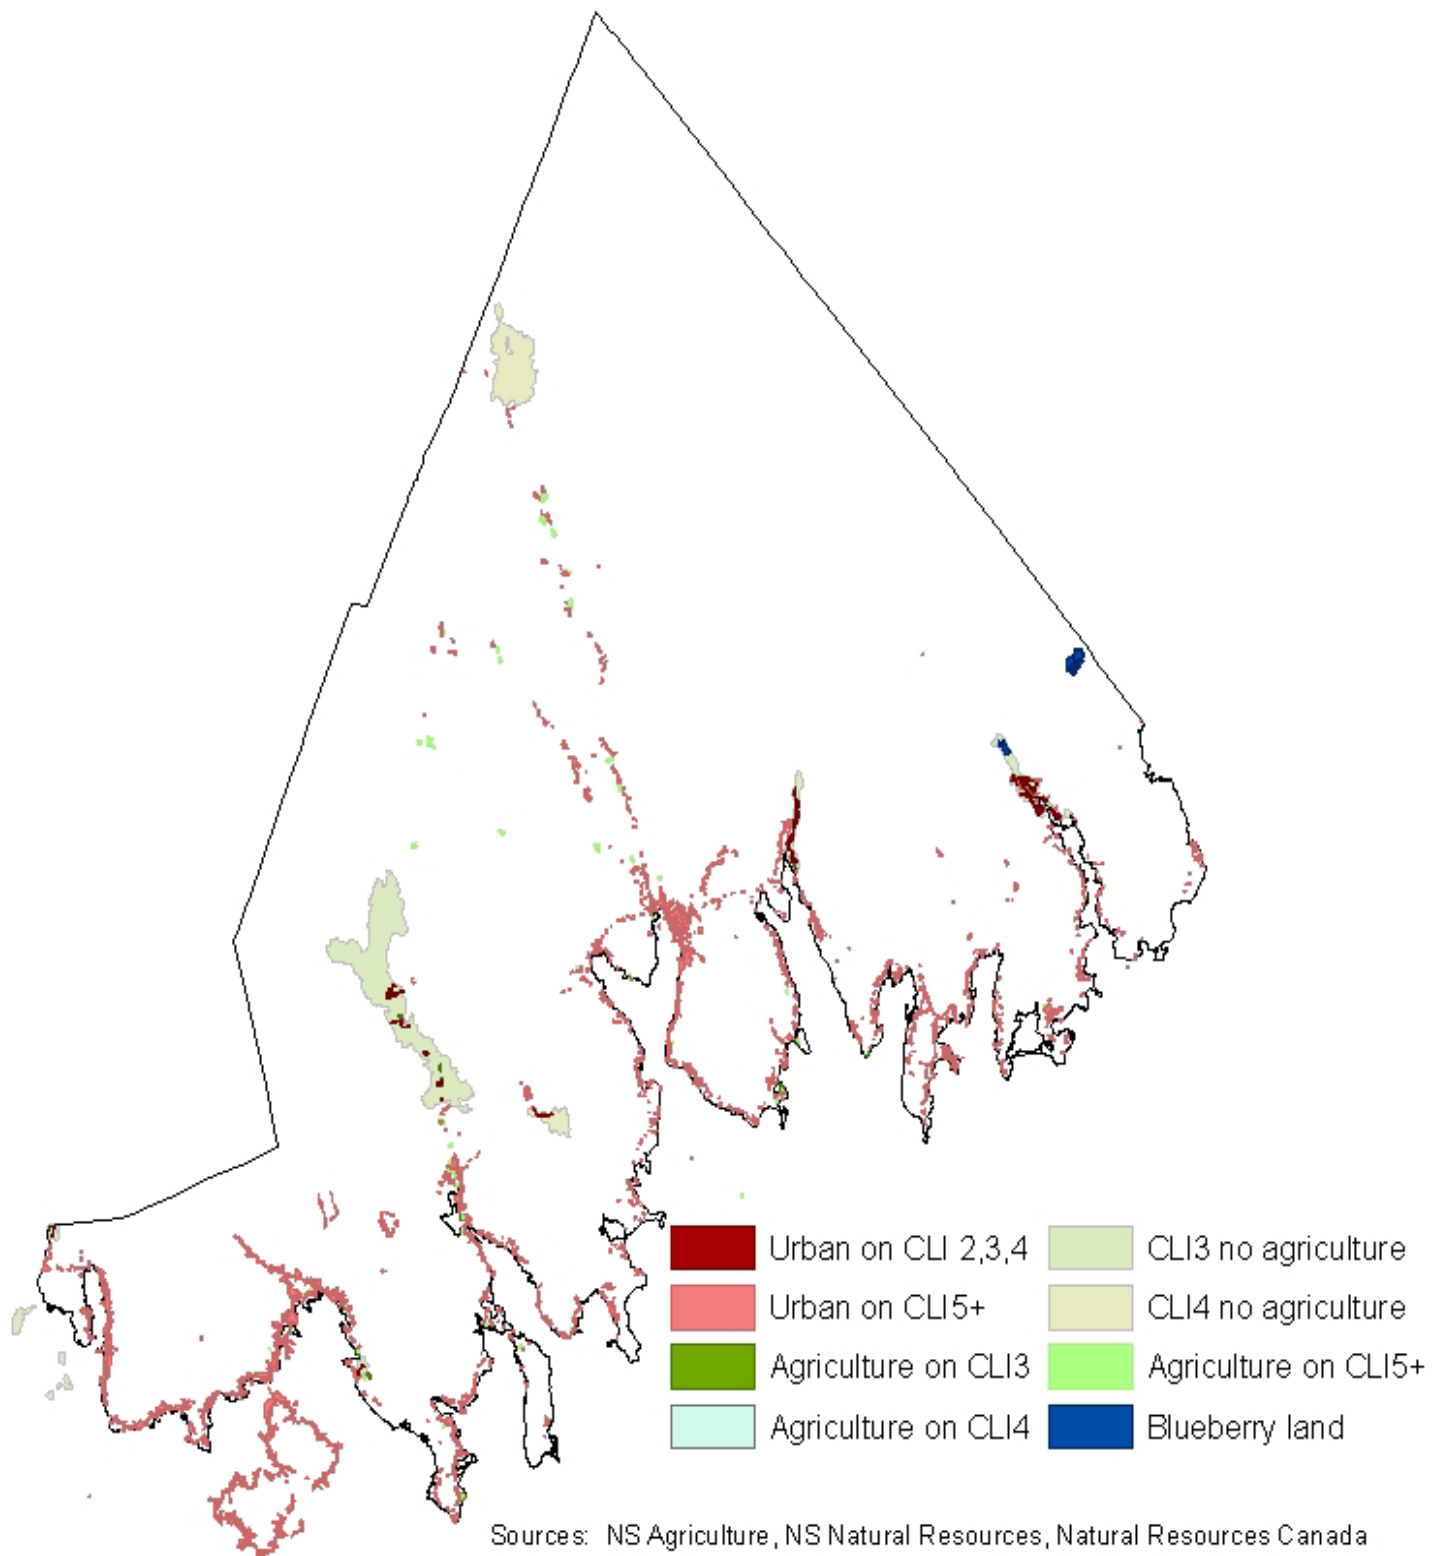 Urban on CLI 2,3,4
CLI3 no agriculture
Urban on CLI5+
CLI4 no agriculture
Agriculture on CLI3
Agriculture on CLI5+
Agriculture on CLI4
Blueberry land
Sources: NS Agriculture, NS Natural Resources, Natural Resources Canada